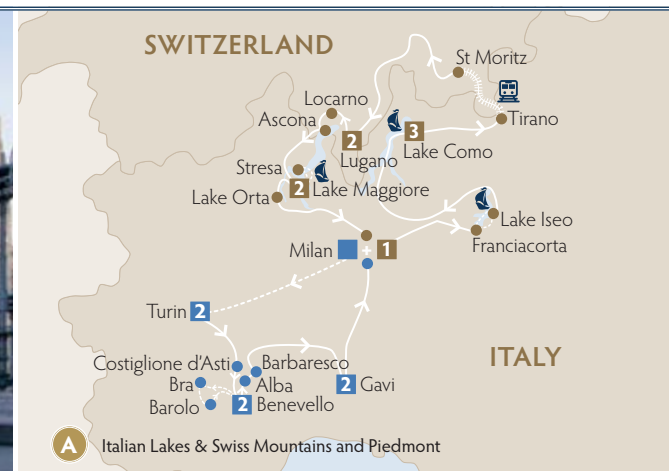 SWITZERLAND
St Moritz
Locarno
Ascona
Tirano
2
3
Lugano
Lake Como
Stresa
2
Lake Maggiore
Lake Orta
Lake Iseo
Franciacorta
Milan
1
Turin
2
ITALY
Costiglione d'Asti
Barbaresco
Bra
Alba
2
Gavi
Barolo
2
Benevello
A
Italian Lakes & Swiss Mountains and Piedmont